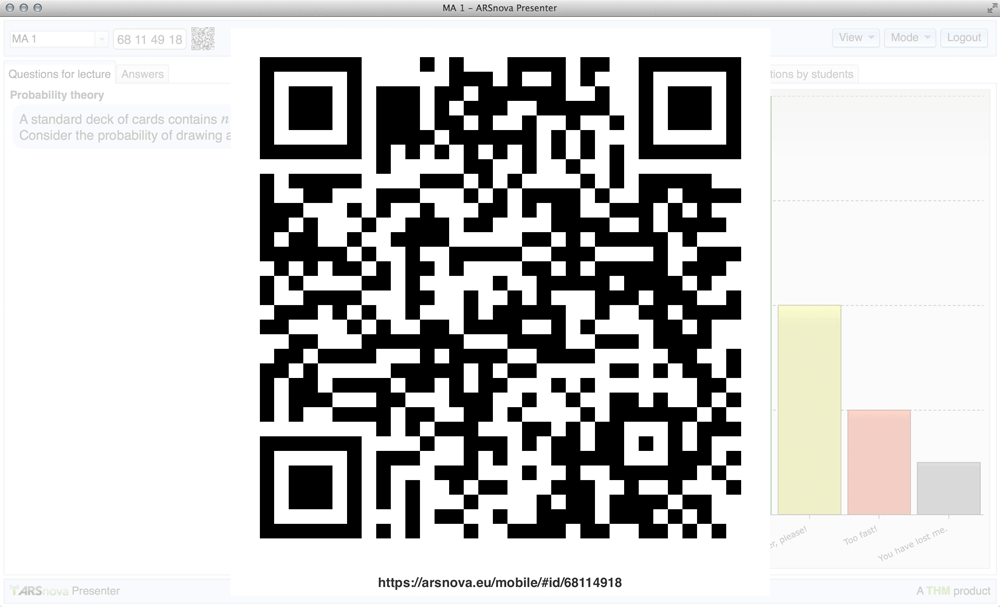 MA 1 – ARSnova Presenter
MA 1
68 11 49 18
View
Mode
Logout
Questions for lecture
Answers
tions by students
Probability theory
A standard deck of cards contains n
Consider the probability of drawing a
r, please!
Too fast!
You have lost me.
https://arsnova.eu/mobile/#id/68114918
ARSnova Presenter
A THM product